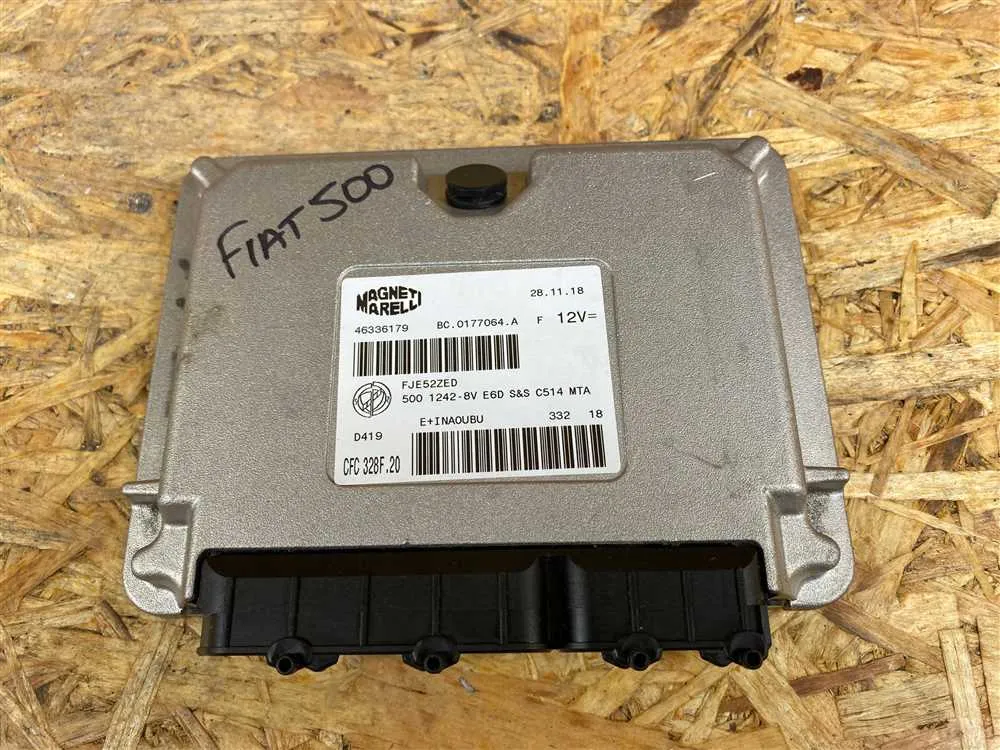 FIAT 500
MAGNETI
MARELLI
28.11.18
46336179 BC.0177064.A F 12V=
FJE52ZED
500 1242-8V E6D S&S C514 MTA
E+INAOUBU 332 18
D419
CFC 328F.20